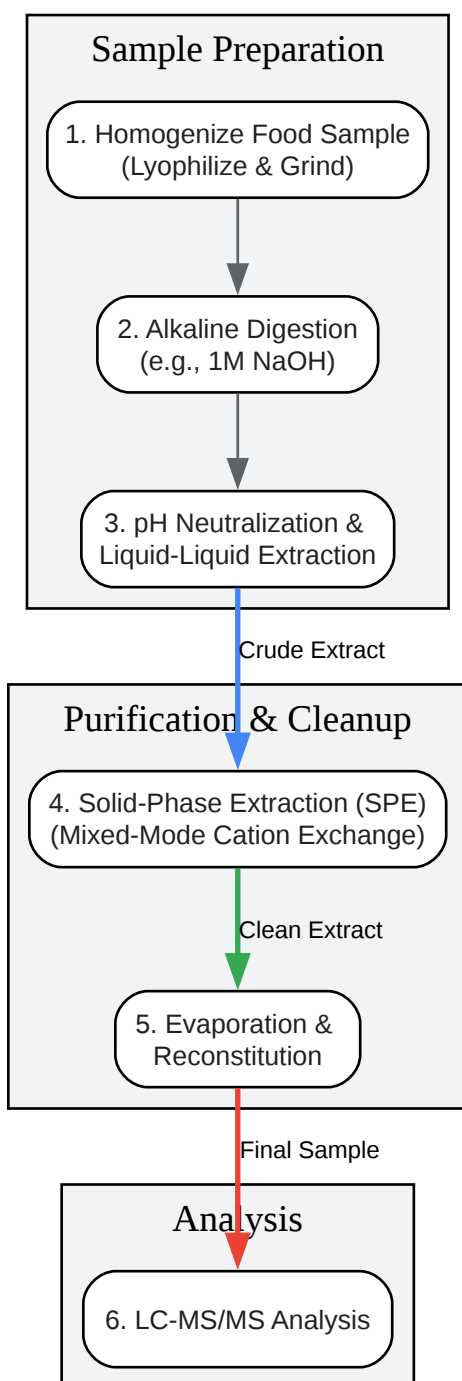 Sample Preparation
1. Homogenize Food Sample
(Lyophilize & Grind)
2. Alkaline Digestion
(e.g., 1M NaOH)
3. pH Neutralization &
Liquid-Liquid Extraction
Crude Extract
Purification & Cleanup
4. Solid-Phase Extraction (SPE)
(Mixed-Mode Cation Exchange)
Clean Extract
5. Evaporation &
Reconstitution
Final Sample
Analysis
6. LC-MS/MS Analysis